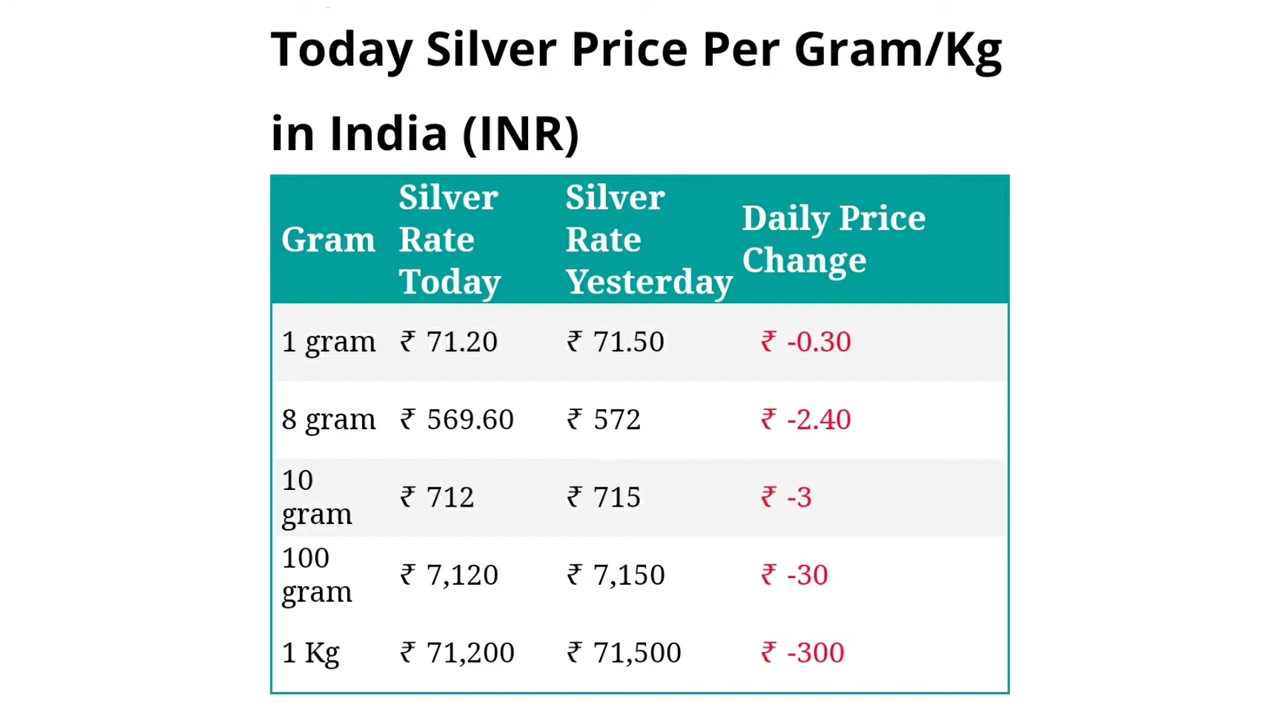 Today Silver Price Per Gram/Kg
in India (INR)
Gram
Silver
Rate
Today
Silver
Rate
Yesterday
Daily Price
Change
1 gram ₹ 71.20 ₹ 71.50 ₹ -0.30
8 gram ₹ 569.60 ₹ 572 ₹ -2.40
10
gram ₹ 712 ₹ 715 ₹ -3
100
gram ₹ 7,120 ₹ 7,150 ₹ -30
1 Kg ₹ 71,200 ₹ 71,500 ₹ -300